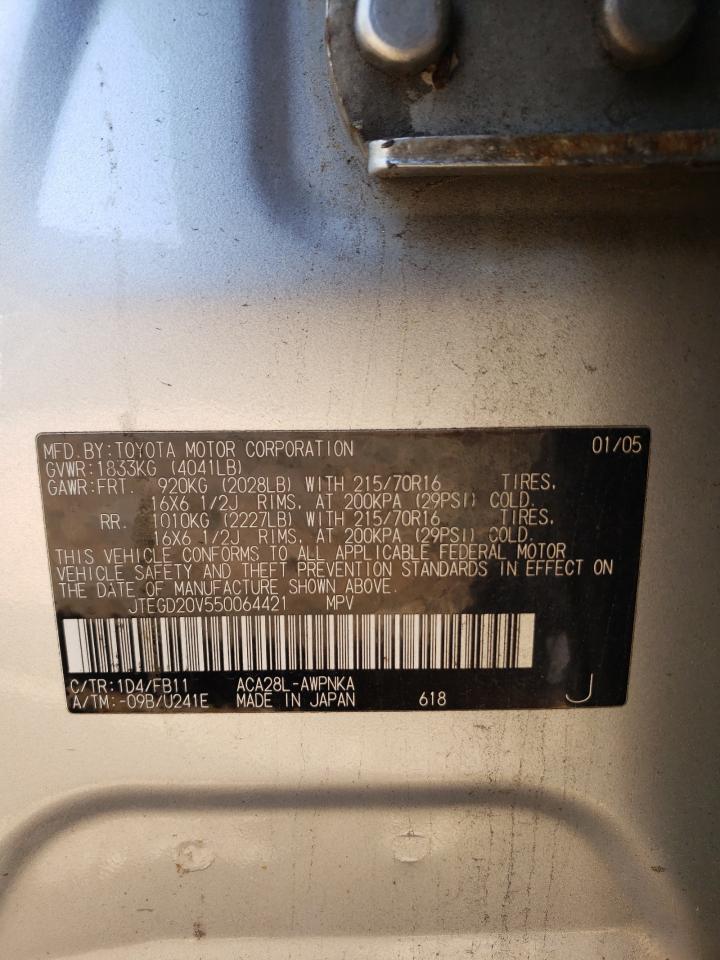 MFD.BY:TOYOTA MOTOR CORPORATION 01/05
GVWR:1833KG (4041LB)
GAWR:FRT. 920KG (2028LB) WITH 215/70R16 TIRES,
16X6 1/2J RIMS, AT 200KPA (29PSI) COLD.
RR. 1010KG (2227LB) WITH 215/70R16 TIRES,
16X6 1/2J RIMS, AT 200KPA (29PSI) COLD.
THIS VEHICLE CONFORMS TO ALL APPLICABLE FEDERAL MOTOR
VEHICLE SAFETY AND THEFT PREVENTION STANDARDS IN EFFECT ON
THE DATE OF MANUFACTURE SHOWN ABOVE.
JTEGD20V550064421 MPV
C/TR:1D4/FB11 ACA28L-AWPNKA
A/TM:-09B/U241E MADE IN JAPAN 618 J